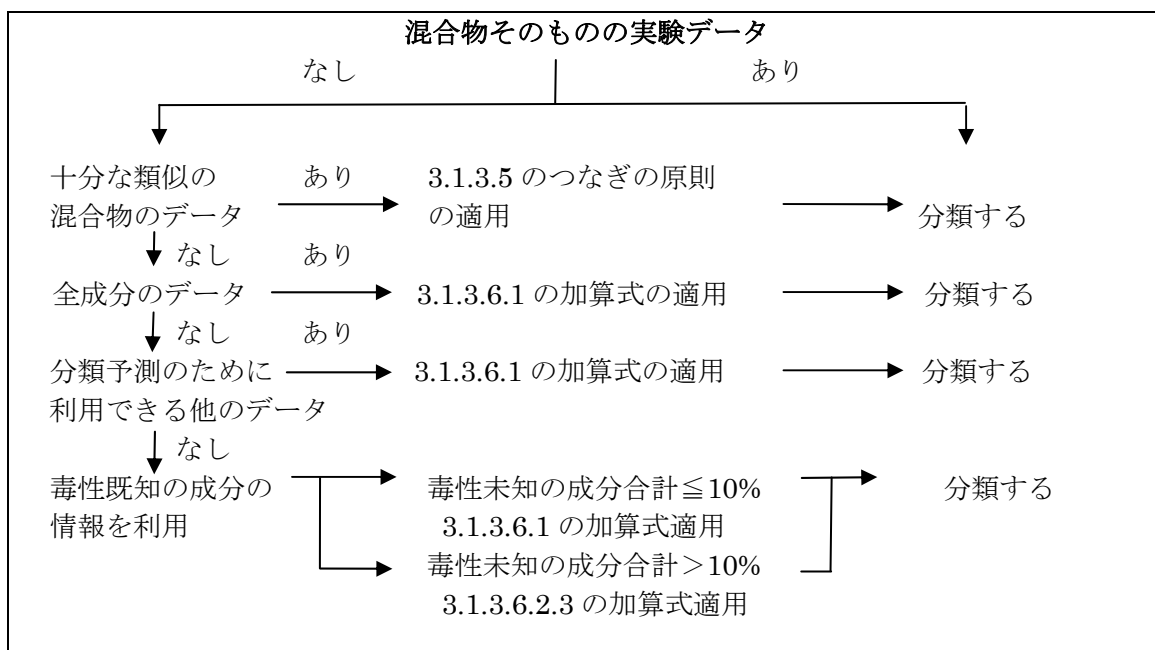 混合物そのものの実験データ
なし あり
十分な類似の あり 3.1.3.5 のつなぎの原則
混合物のデータ の適用 分類する
なし あり
全成分のデータ 3.1.3.6.1 の加算式の適用 分類する
なし あり
分類予測のために 3.1.3.6.1 の加算式の適用 分類する
利用できる他のデータ
なし
毒性既知の成分の 毒性未知の成分合計≦10% 分類する
情報を利用 3.1.3.6.1 の加算式適用
毒性未知の成分合計＞10%
3.1.3.6.2.3 の加算式適用